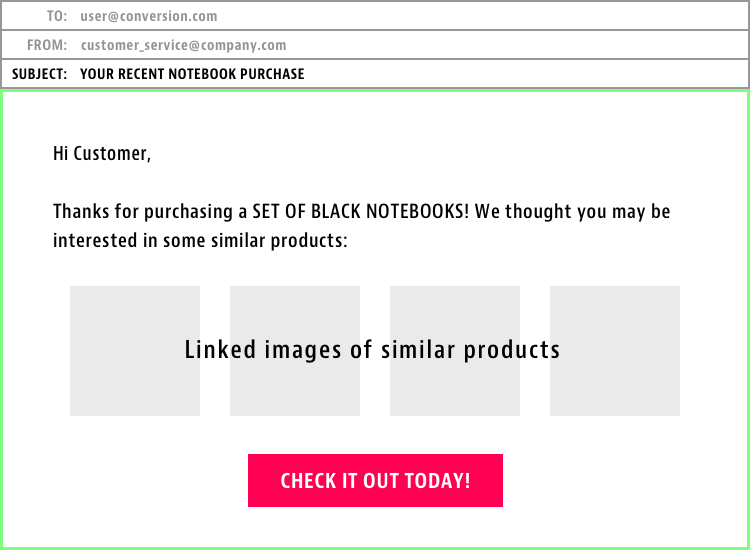 TO: user@conversion.com
FROM: customer_service@company.com
SUBJECT: YOUR RECENT NOTEBOOK PURCHASE
Hi Customer,
Thanks for purchasing a SET OF BLACK NOTEBOOKS! We thought you may be
interested in some similar products:
Linked images of similar products
CHECK IT OUT TODAY!